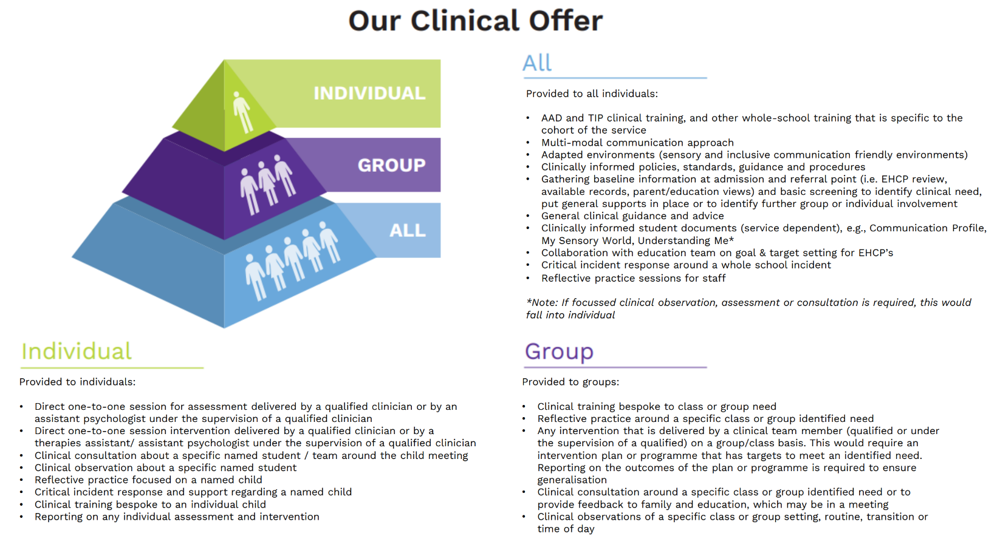 Our Clinical Offer
INDIVIDUAL
GROUP
ALL
All
Provided to all individuals:
• AAD and TIP clinical training, and other whole-school training that is specific to the
cohort of the service
• Multi-modal communication approach
• Adapted environments (sensory and inclusive communication friendly environments)
• Clinically informed policies, standards, guidance and procedures
• Gathering baseline information at admission and referral point (i.e. EHCP review,
available records, parent/education views) and basic screening to identify clinical need,
put general supports in place or to identify further group or individual involvement
• General clinical guidance and advice
• Clinically informed student documents (service dependent), e.g., Communication Profile,
My Sensory World, Understanding Me*
• Collaboration with education team on goal & target setting for EHCP’s
• Critical incident response around a whole school incident
• Reflective practice sessions for staff
*Note: If focussed clinical observation, assessment or consultation is required, this would
fall into individual
Individual
Provided to individuals:
• Direct one-to-one session for assessment delivered by a qualified clinician or by an
assistant psychologist under the supervision of a qualified clinician
• Direct one-to-one session intervention delivered by a qualified clinician or by a
therapies assistant/ assistant psychologist under the supervision of a qualified clinician
• Clinical consultation about a specific named student / team around the child meeting
• Clinical observation about a specific named student
• Reflective practice focused on a named child
• Critical incident response and support regarding a named child
• Clinical training bespoke to an individual child
• Reporting on any individual assessment and intervention
Group
Provided to groups:
• Clinical training bespoke to class or group need
• Reflective practice around a specific class or group identified need
• Any intervention that is delivered by a clinical team member (qualified or under
the supervision of a qualified) on a group/class basis. This would require an
intervention plan or programme that has targets to meet an identified need.
Reporting on the outcomes of the plan or programme is required to ensure
generalisation
• Clinical consultation around a specific class or group identified need or to
provide feedback to family and education, which may be in a meeting
• Clinical observations of a specific class or group setting, routine, transition or
time of day